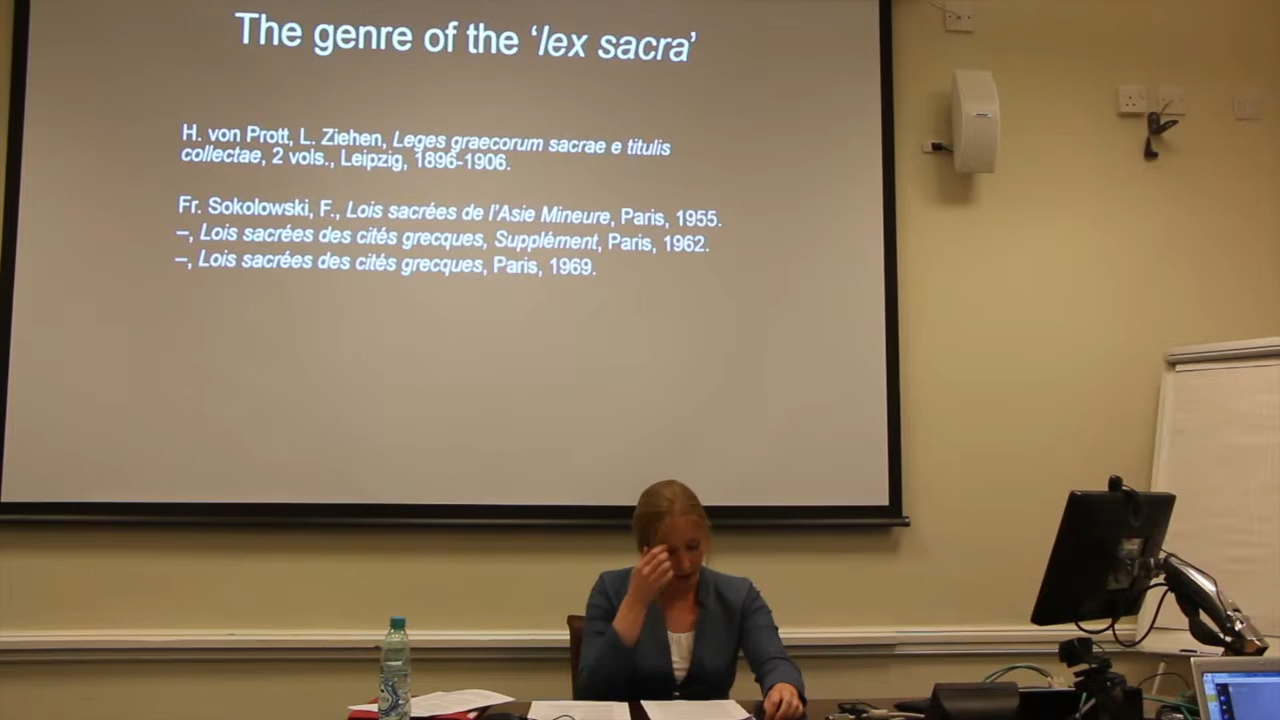 The genre of the ‘lex sacra’
H. von Prott, L. Ziehen, Leges graecorum sacrae e titulis
collectae, 2 vols., Leipzig, 1896-1906.
Fr. Sokolowski, F., Lois sacrées de l’Asie Mineure, Paris, 1955.
–, Lois sacrées des cités grecques, Supplément, Paris, 1962.
–, Lois sacrées des cités grecques, Paris, 1969.